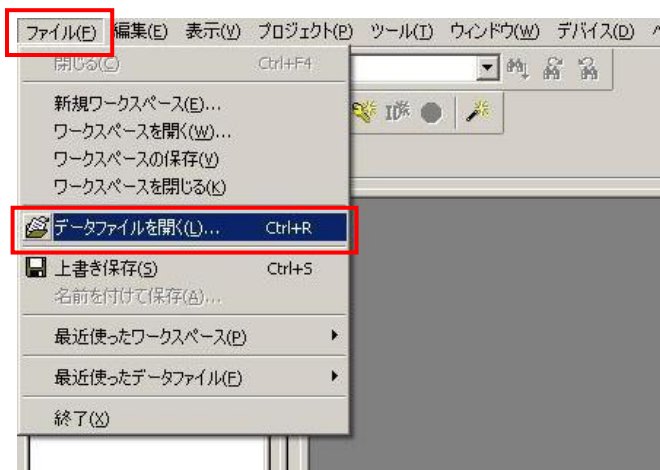 ファイル(F) 編集(E) 表示(V) プロジェクト(P) ツール(T) ウィンドウ(W) デバイス(D)
閉じる(C) Ctrl+F4
新規ワークスペース(E)...
ワークスペースを開く(W)...
ワークスペースの保存(V)
ワークスペースを閉じる(K)
データファイルを開く(L)... Ctrl+R
上書き保存(S) Ctrl+S
名前を付けて保存(A)...
最近使ったワークスペース(P)
最近使ったデータファイル(F)
終了(X)
ID